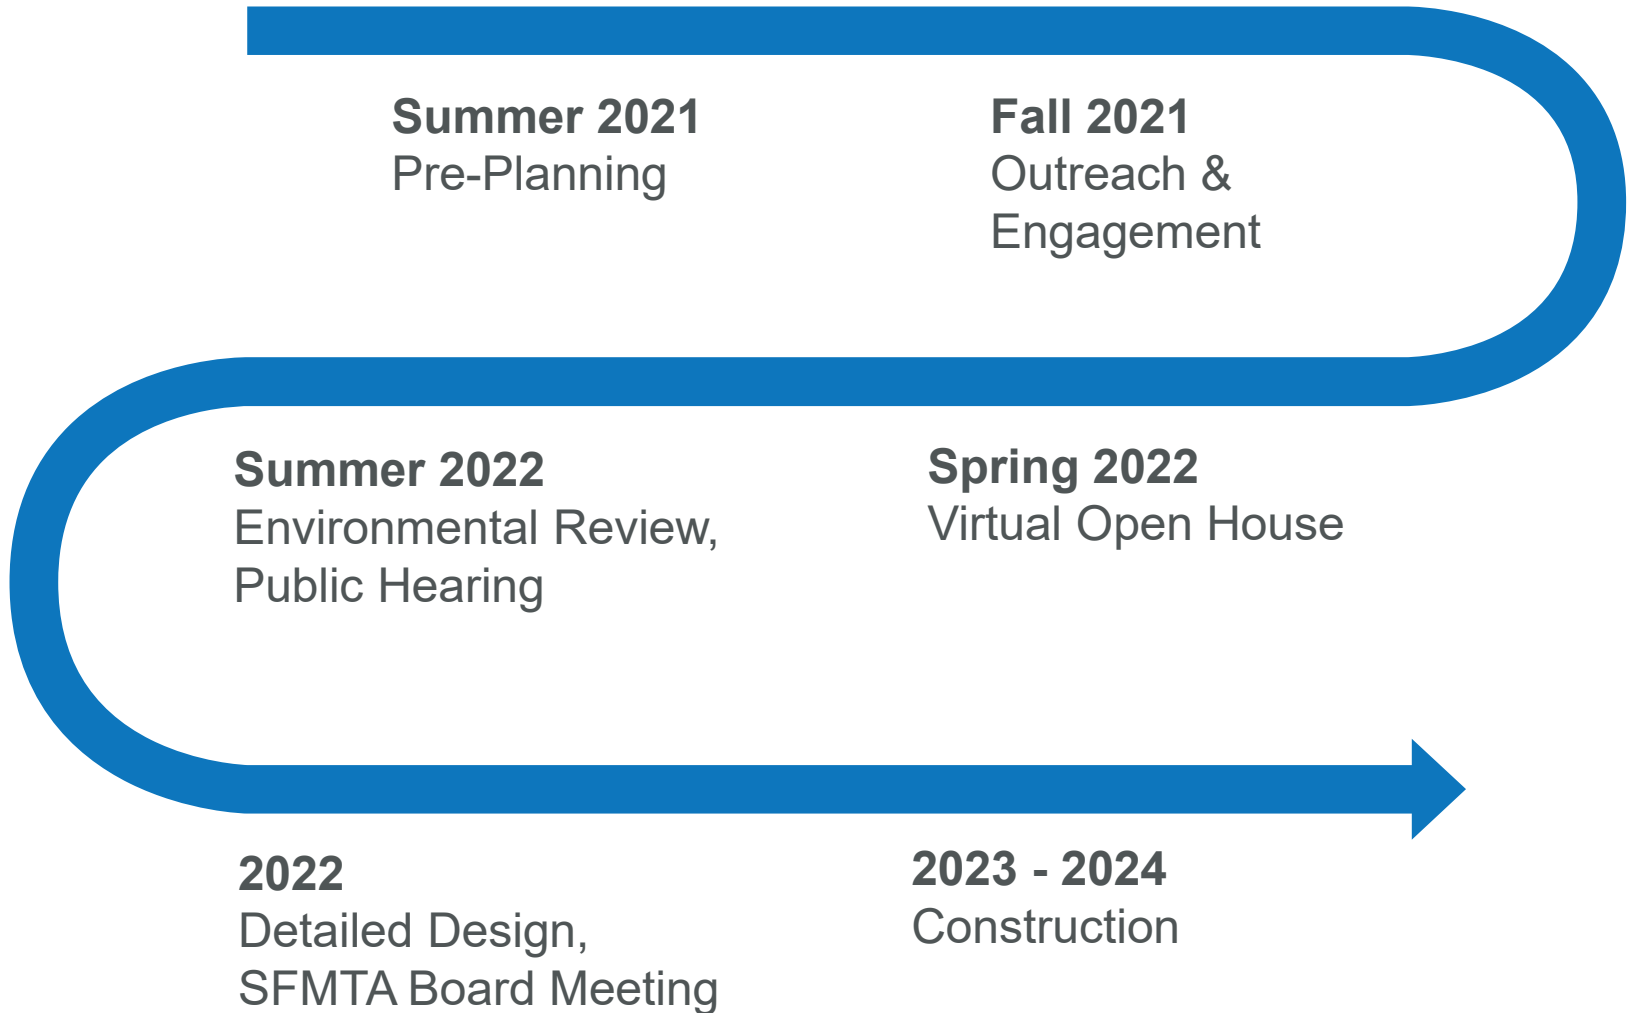 Summer 2021
Pre-Planning
Fall 2021
Outreach &
Engagement
Spring 2022
Virtual Open House
Summer 2022
Environmental Review,
Public Hearing
2022
Detailed Design,
SFMTA Board Meeting
2023 - 2024
Construction